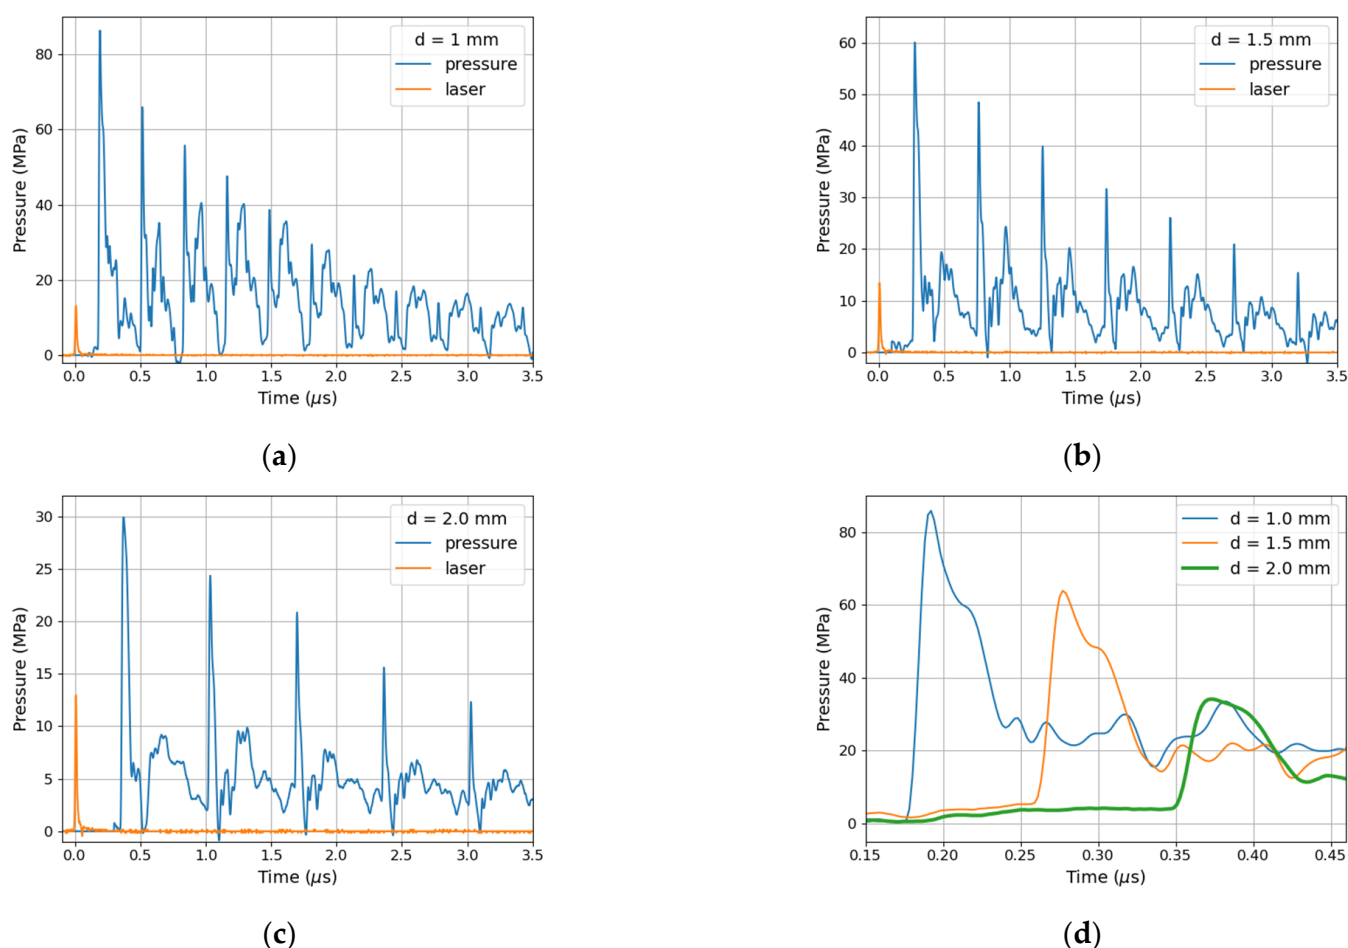 d = 1 mm
pressure
laser
Pressure (MPa)
80
60
40
20
0
0.0 0.5 1.0 1.5 2.0 2.5 3.0 3.5
Time (μs)
(a)
d = 1.5 mm
pressure
laser
Pressure (MPa)
60
50
40
30
20
10
0
0.0 0.5 1.0 1.5 2.0 2.5 3.0 3.5
Time (μs)
(b)
d = 2.0 mm
pressure
laser
Pressure (MPa)
30
25
20
15
10
5
0
0.0 0.5 1.0 1.5 2.0 2.5 3.0 3.5
Time (μs)
(c)
d = 1.0 mm
d = 1.5 mm
d = 2.0 mm
Pressure (MPa)
80
60
40
20
0
0.15 0.20 0.25 0.30 0.35 0.40 0.45
Time (μs)
(d)